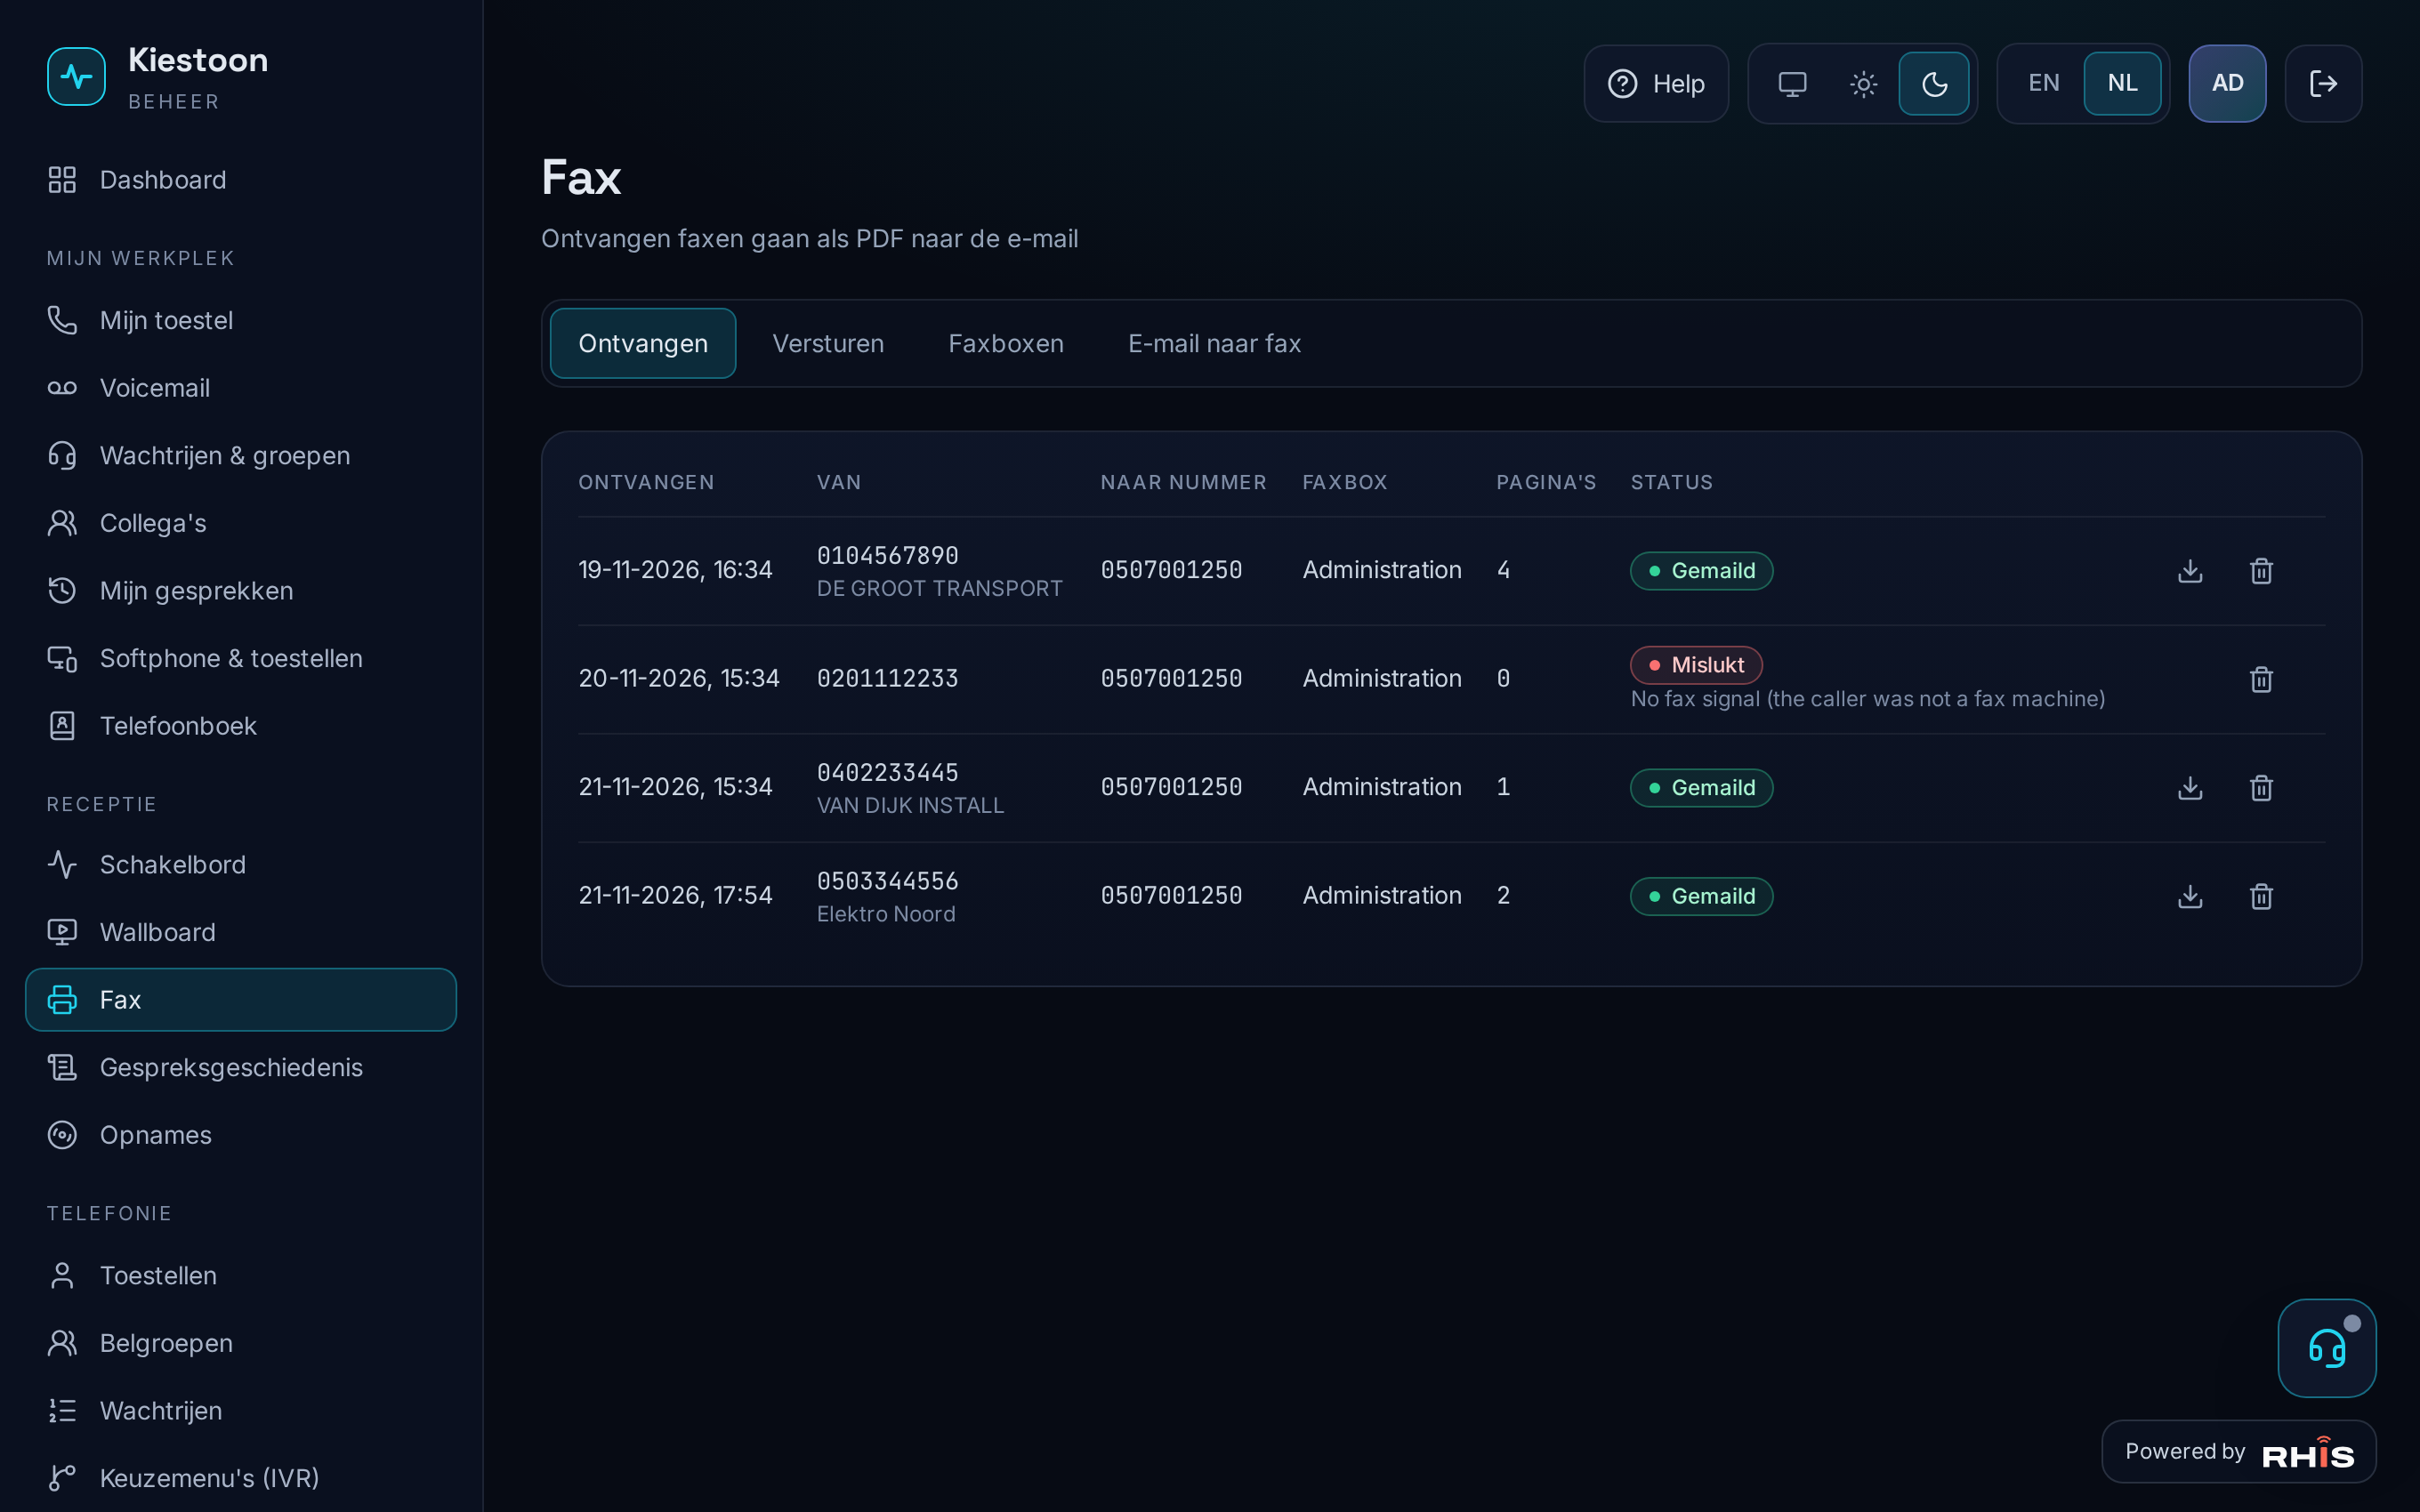 Kiestoon
BEHEER
Dashboard
MIJN WERKPLEK
Mijn toestel
Voicemail
Wachtrijen & groepen
Collega's
Mijn gesprekken
Softphone & toestellen
Telefoonboek
RECEPTIE
Schakelbord
Wallboard
Fax
Gespreksgeschiedenis
Opnames
TELEFONIE
Toestellen
Belgroepen
Wachtrijen
Keuzemenu's (IVR)
Help
EN NL
AD
Fax
Ontvangen faxen gaan als PDF naar de e-mail
Ontvangen Versturen Faxboxen E-mail naar fax
ONTVANGEN VAN NAAR NUMMER FAXBOX PAGINA'S STATUS
19-11-2026, 16:34 0104567890 DE GROOT TRANSPORT 0507001250 Administration 4 Gemaild
20-11-2026, 15:34 0201112233 0507001250 Administration 0 Mislukt
No fax signal (the caller was not a fax machine)
21-11-2026, 15:34 0402233445 VAN DIJK INSTALL 0507001250 Administration 1 Gemaild
21-11-2026, 17:54 0503344556 Elektro Noord 0507001250 Administration 2 Gemaild
Powered by RHiS